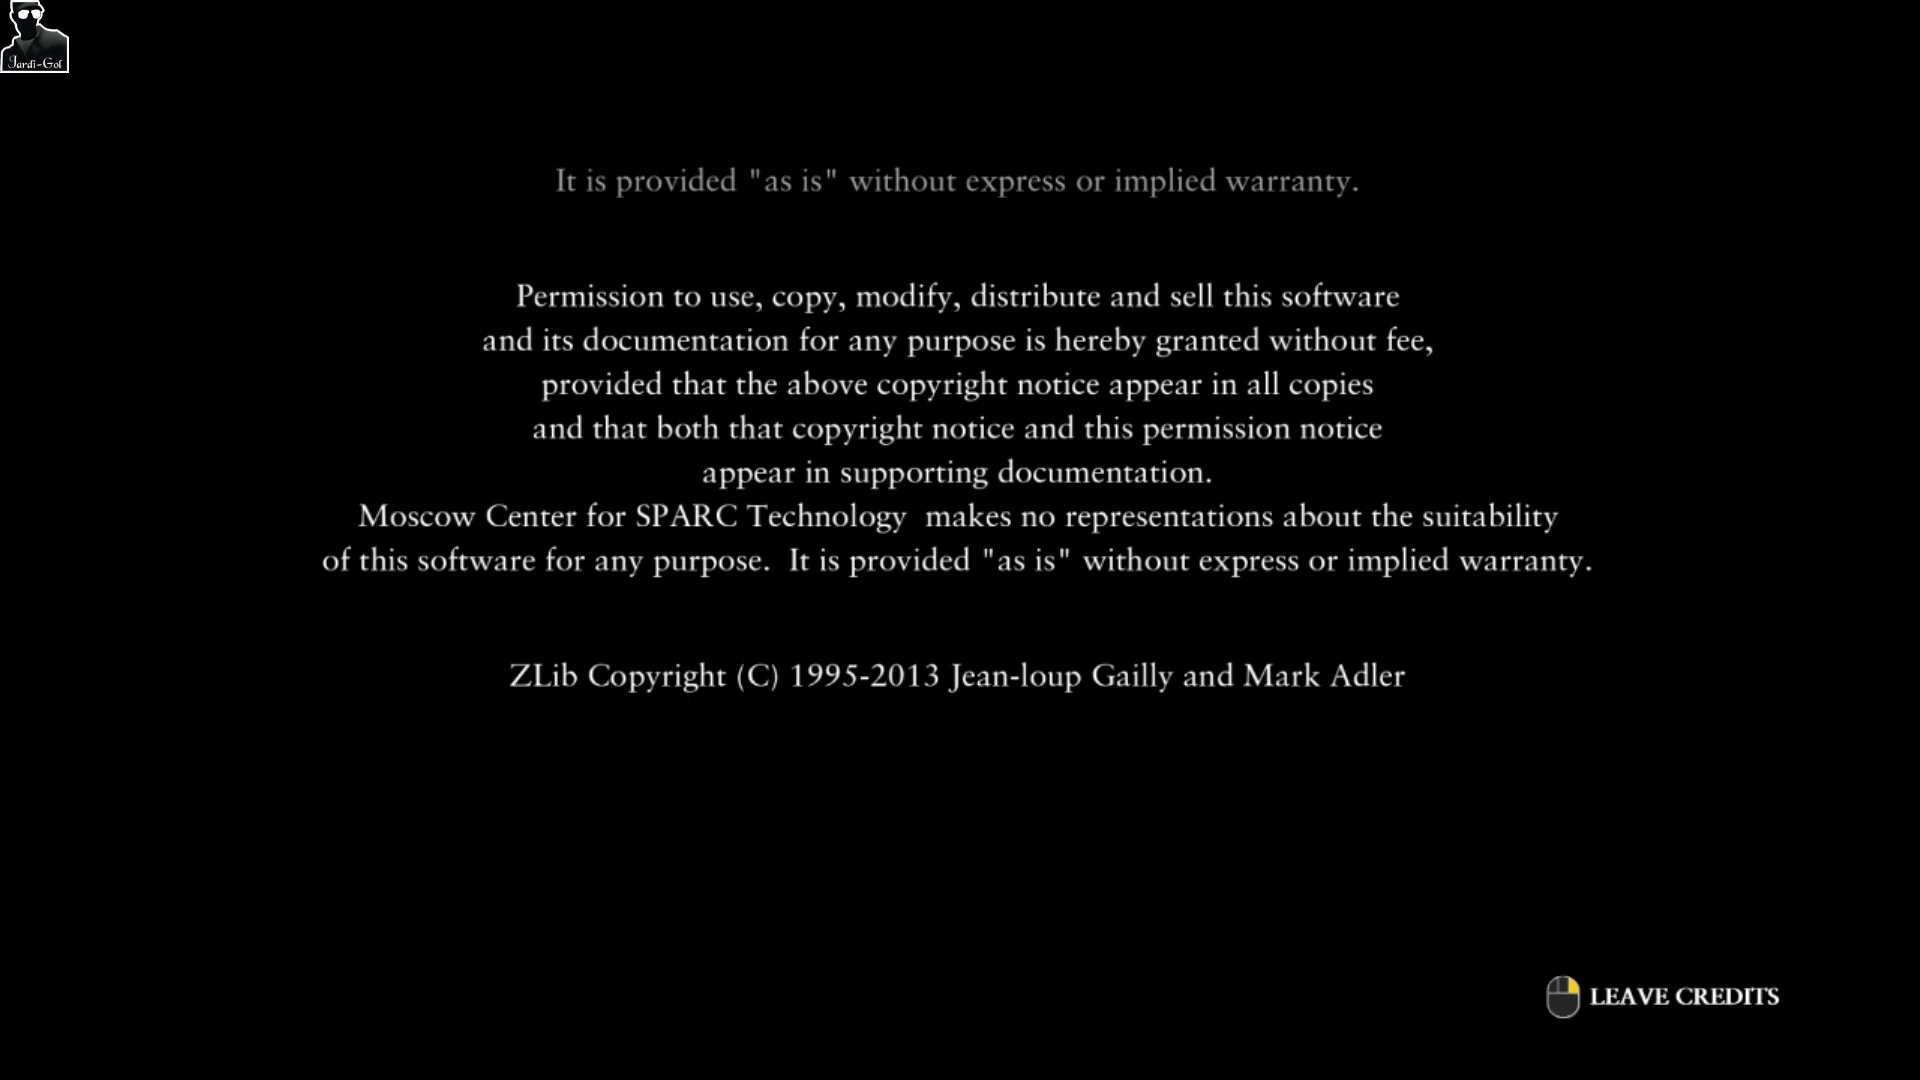 Jardi-Gol
It is provided "as is" without express or implied warranty.
Permission to use, copy, modify, distribute and sell this software
and its documentation for any purpose is hereby granted without fee,
provided that the above copyright notice appear in all copies
and that both that copyright notice and this permission notice
appear in supporting documentation.
Moscow Center for SPARC Technology  makes no representations about the suitability
of this software for any purpose.  It is provided "as is" without express or implied warranty.
ZLib Copyright (C) 1995-2013 Jean-loup Gailly and Mark Adler
LEAVE CREDITS